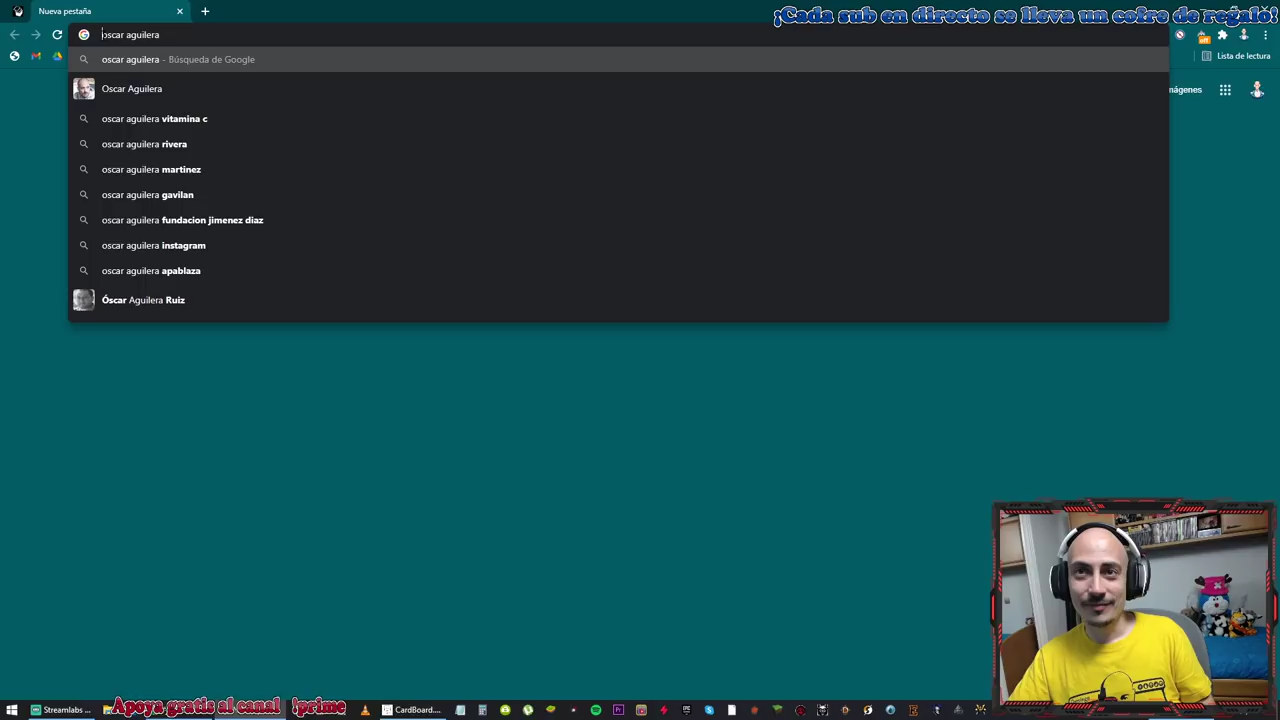 Nueva pestaña
¡Cada sub en directo se lleva un cofre de regalo!
oscar aguilera
off
Lista de lectura
oscar aguilera - Búsqueda de Google
Oscar Aguilera
mágenes
oscar aguilera vitamina c
oscar aguilera rivera
oscar aguilera martinez
oscar aguilera gavilan
oscar aguilera fundacion jimenez diaz
oscar aguilera instagram
oscar aguilera apablaza
Óscar Aguilera Ruiz
Streamlabs
Apoya gratis al canal !prime
CardBoard...